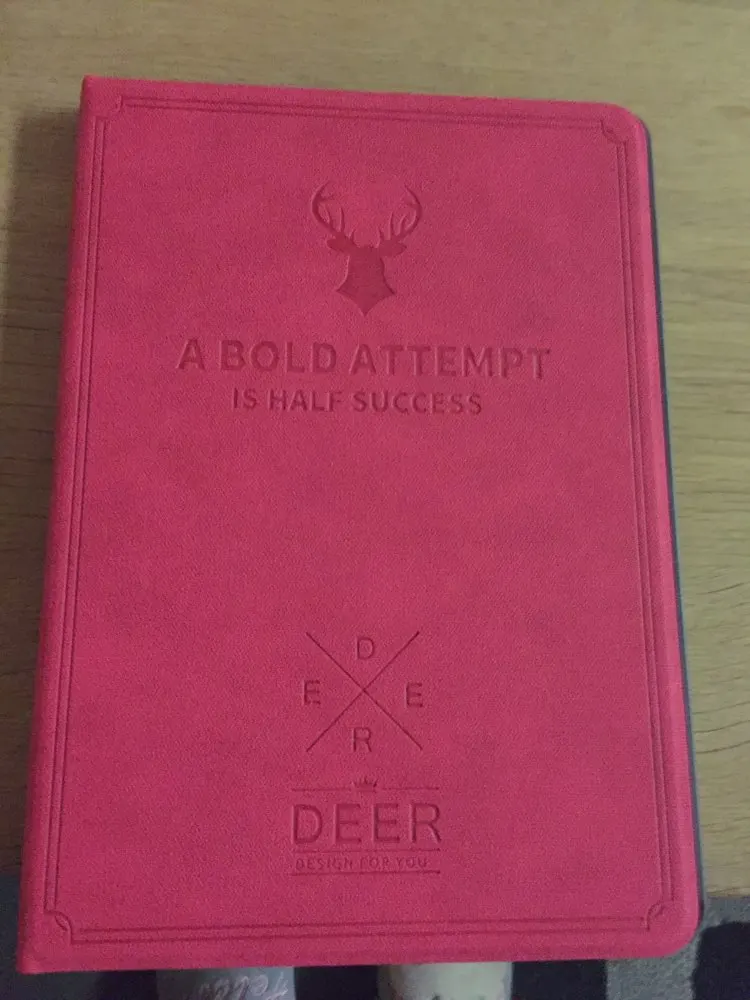 A BOLD ATTEMPT
IS HALF SUCCESS
D
E E
R
DEER
DESIGN FOR YOU